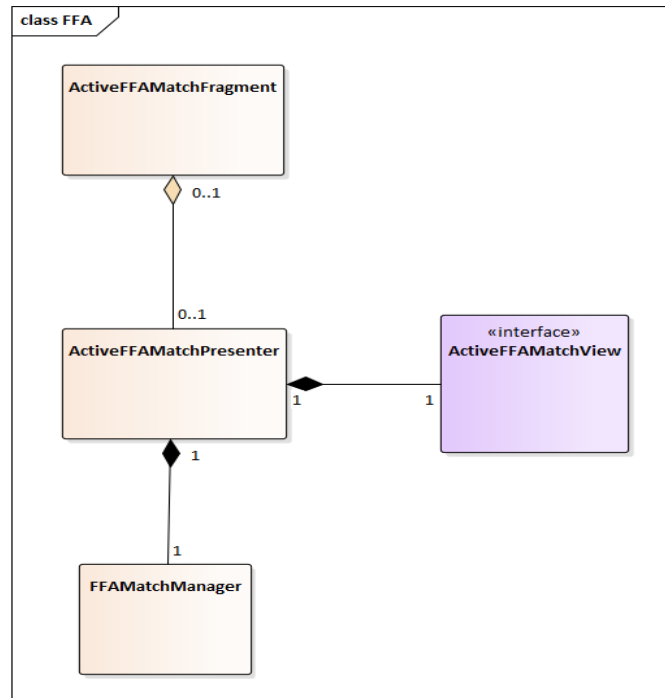 class FFA
ActiveFFAMatchFragment
0..1
0..1
ActiveFFAMatchPresenter
«interface»
ActiveFFAMatchView
1
1
1
1
FFAMatchManager